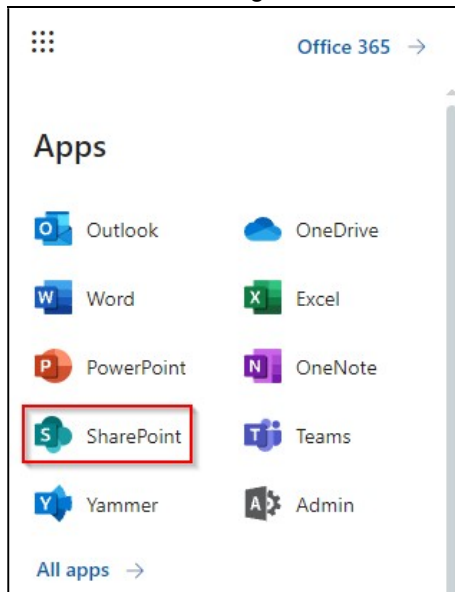 Office 365 →
Apps
Outlook OneDrive
Word Excel
PowerPoint OneNote
SharePoint Teams
Yammer Admin
All apps →